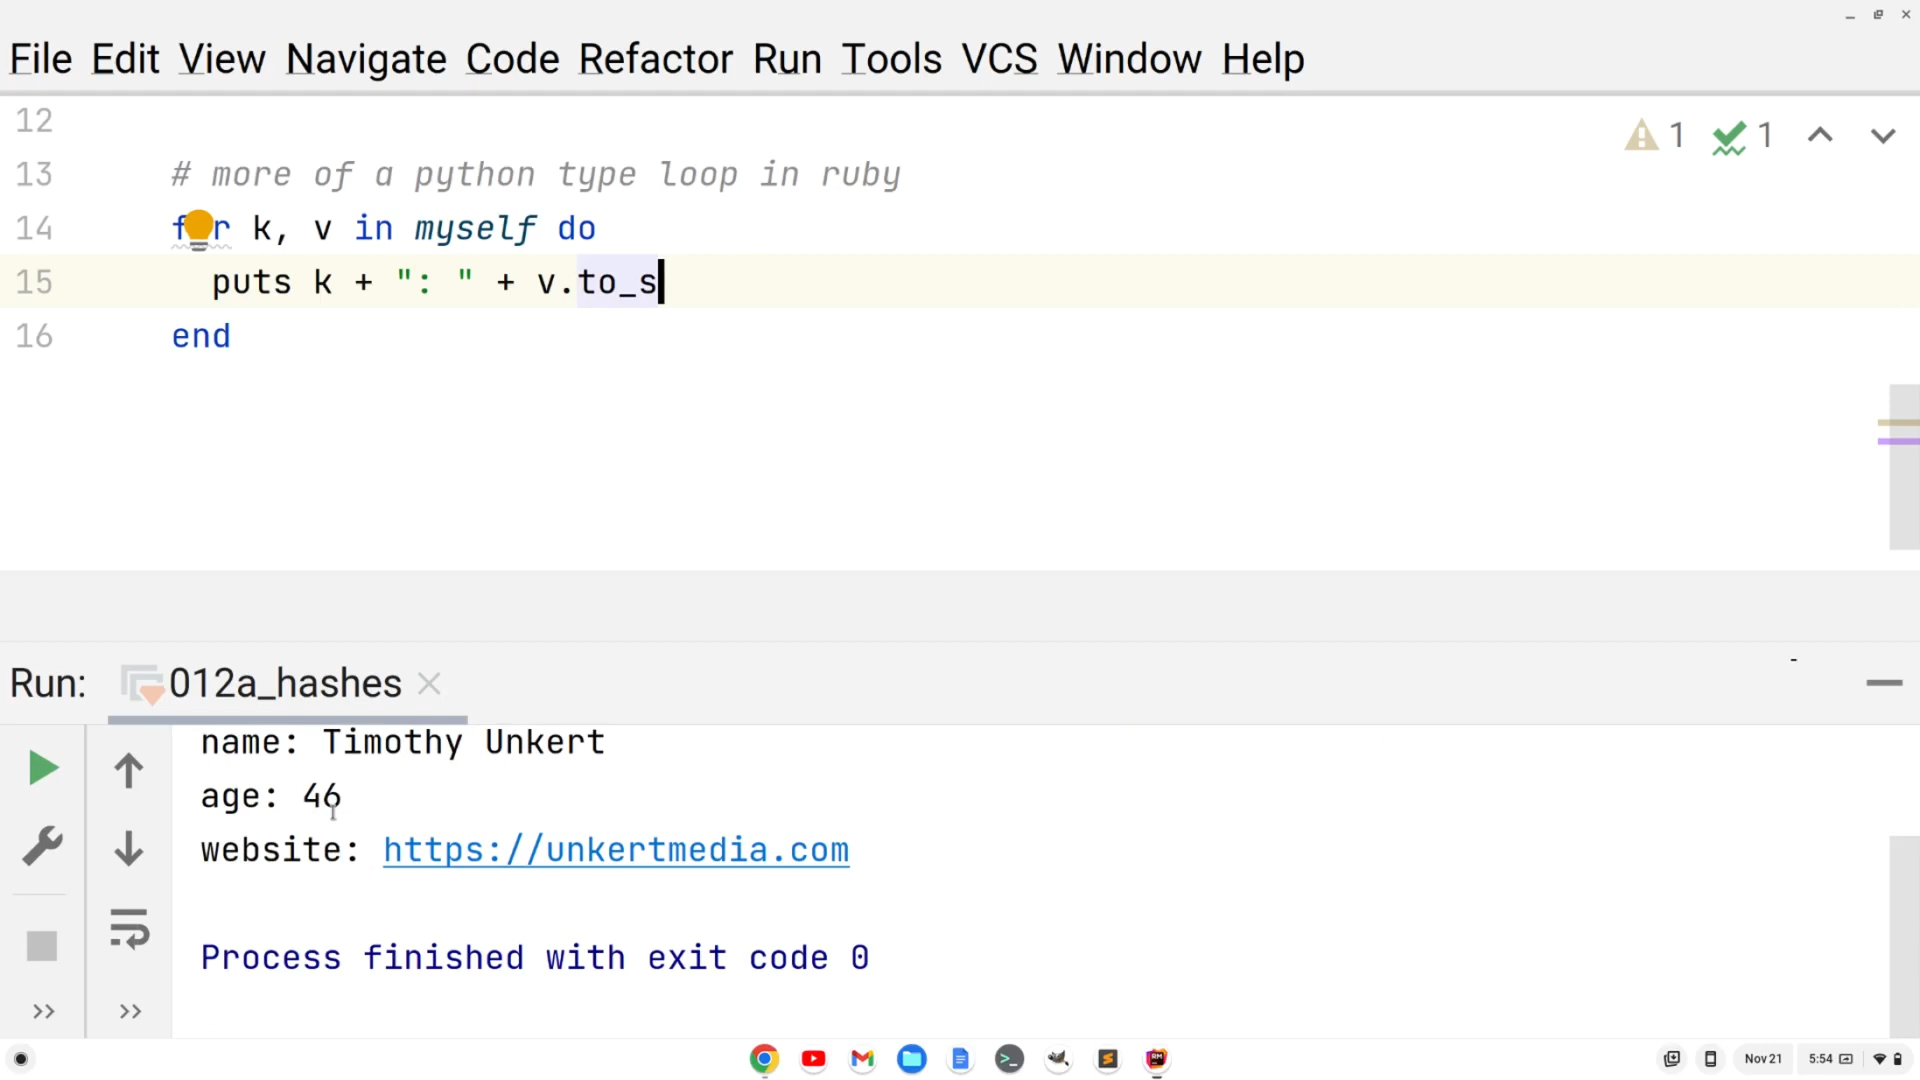 File Edit View Navigate Code Refactor Run Tools VCS Window Help
12
1 1
13 # more of a python type loop in ruby
14 for k, v in myself do
15 puts k + ": " + v.to_s
16 end
Run: 012a_hashes
name: Timothy Unkert
age: 46
website: https://unkertmedia.com
Process finished with exit code 0
Nov 21 5:54